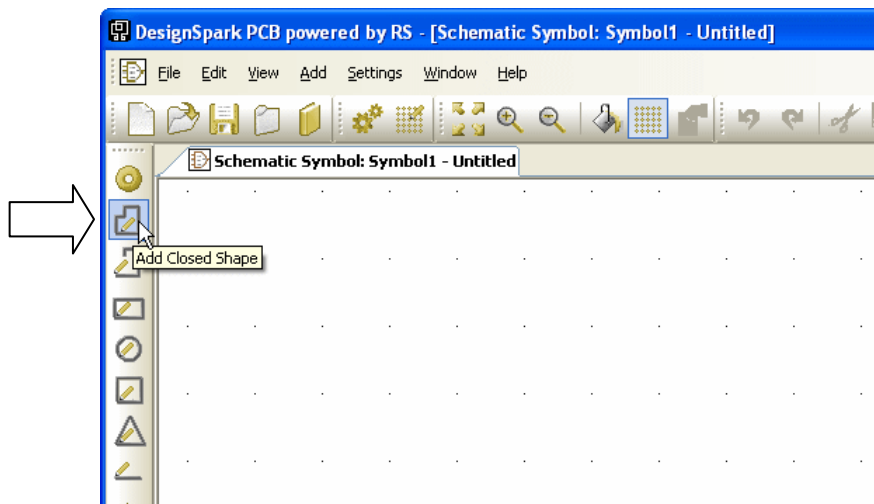 DesignSpark PCB powered by RS - [Schematic Symbol: Symbol1 - Untitled]
File Edit View Add Settings Window Help
Schematic Symbol: Symbol1 - Untitled
Add Closed Shape